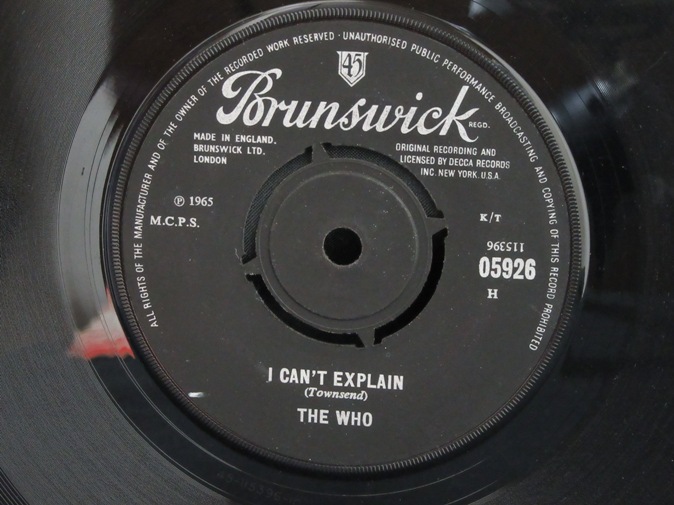 ALL RIGHTS OF THE MANUFACTURER AND OF THE OWNER OF THE RECORDED WORK RESERVED · UNAUTHORISED PUBLIC PERFORMANCE BROADCASTING AND COPYING OF THIS RECORD PROHIBITED
45
Brunswick REGD.
MADE IN ENGLAND.
BRUNSWICK LTD.
LONDON
ORIGINAL RECORDING AND
LICENSED BY DECCA RECORDS
INC. NEW YORK. U.S.A.
℗ 1965
M.C.P.S.
K/T
115396
05926
H
I CAN'T EXPLAIN
(Townsend)
THE WHO